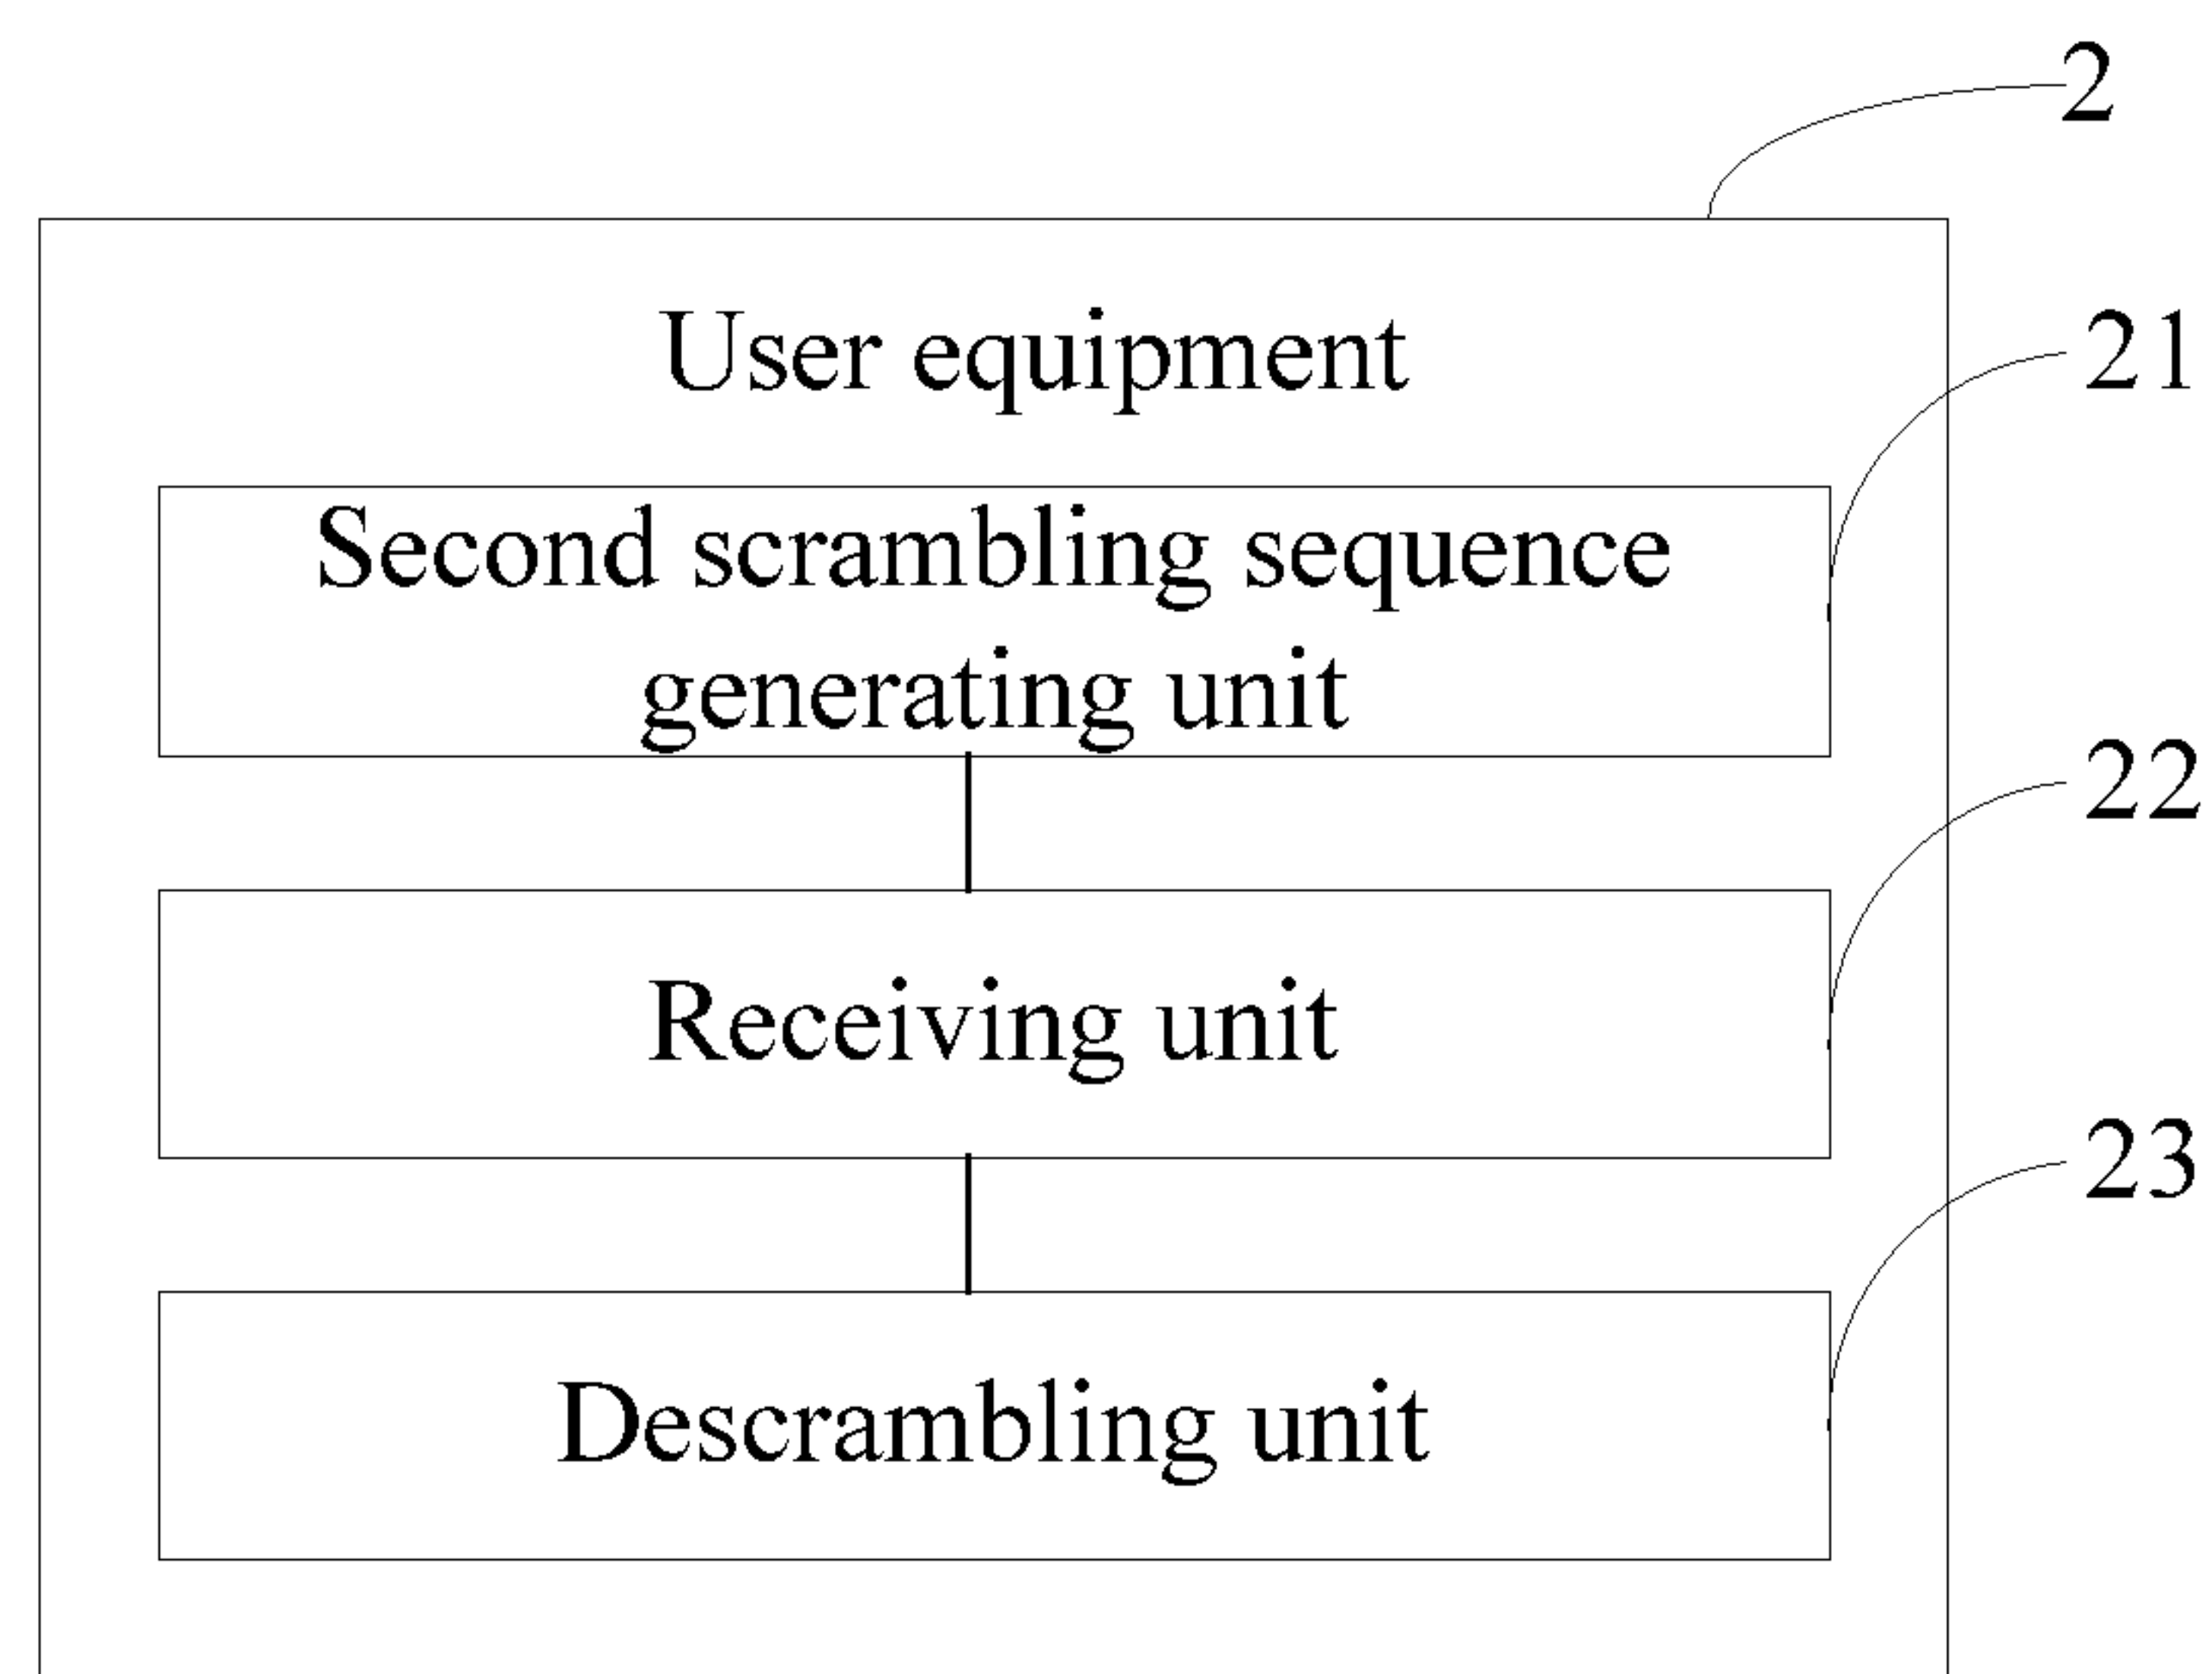 2
User equipment
21
Second scrambling sequence
generating unit
22
Receiving unit
23
Descrambling unit